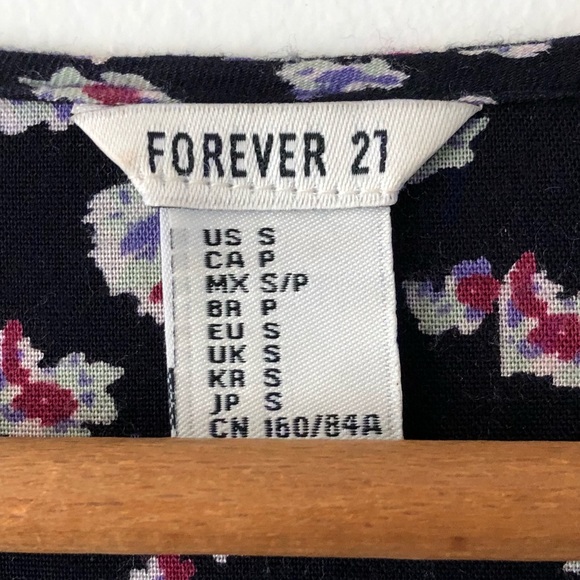 FOREVER 21
US S
CA P
MX S/P
BR P
EU S
UK S
KR S
JP S
CN 160/84A